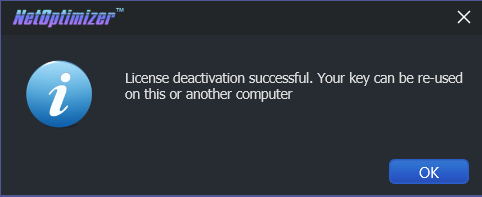 NetOptimizer™
License deactivation successful. Your key can be re-used
on this or another computer
OK